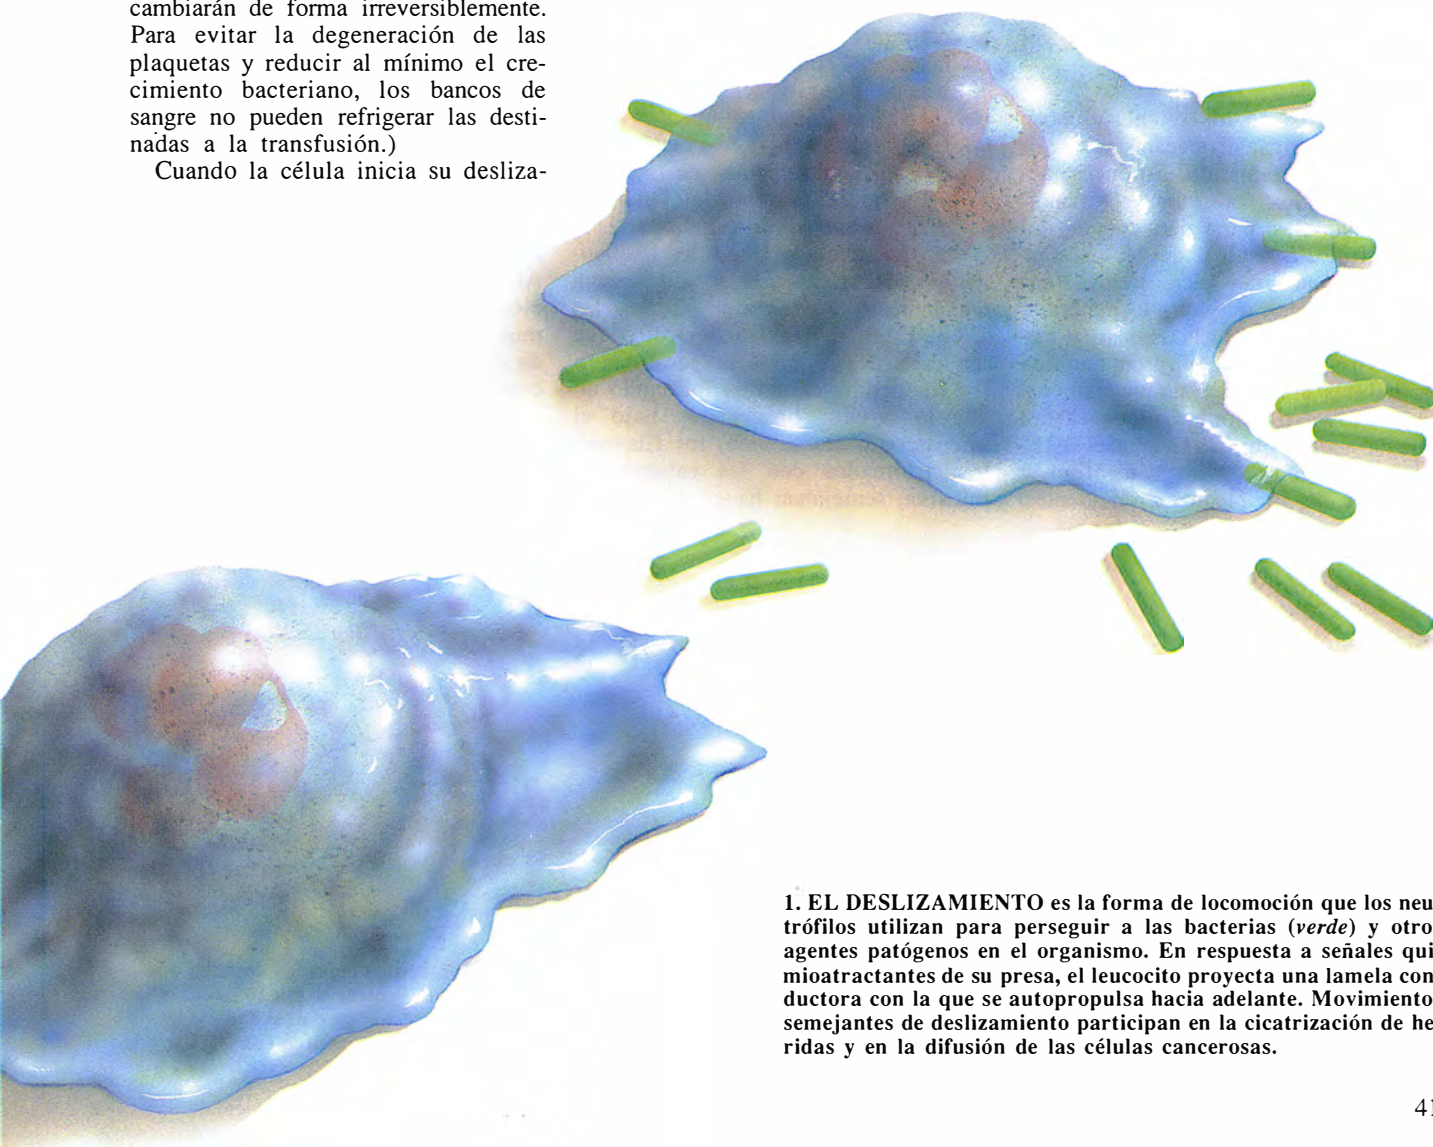 cambiarán de forma irreversiblemente.
Para evitar la degeneración de las
plaquetas y reducir al mínimo el cre-
cimiento bacteriano, los bancos de
sangre no pueden refrigerar las desti-
nadas a la transfusión.)
Cuando la célula inicia su desliza-
1. EL DESLIZAMIENTO es la forma de locomoción que los neu
trófilos utilizan para perseguir a las bacterias (verde) y otro
agentes patógenos en el organismo. En respuesta a señales qui
mioatractantes de su presa, el leucocito proyecta una lamela con
ductora con la que se autopropulsa hacia adelante. Movimiento
semejantes de deslizamiento participan en la cicatrización de he
ridas y en la difusión de las células cancerosas.
41